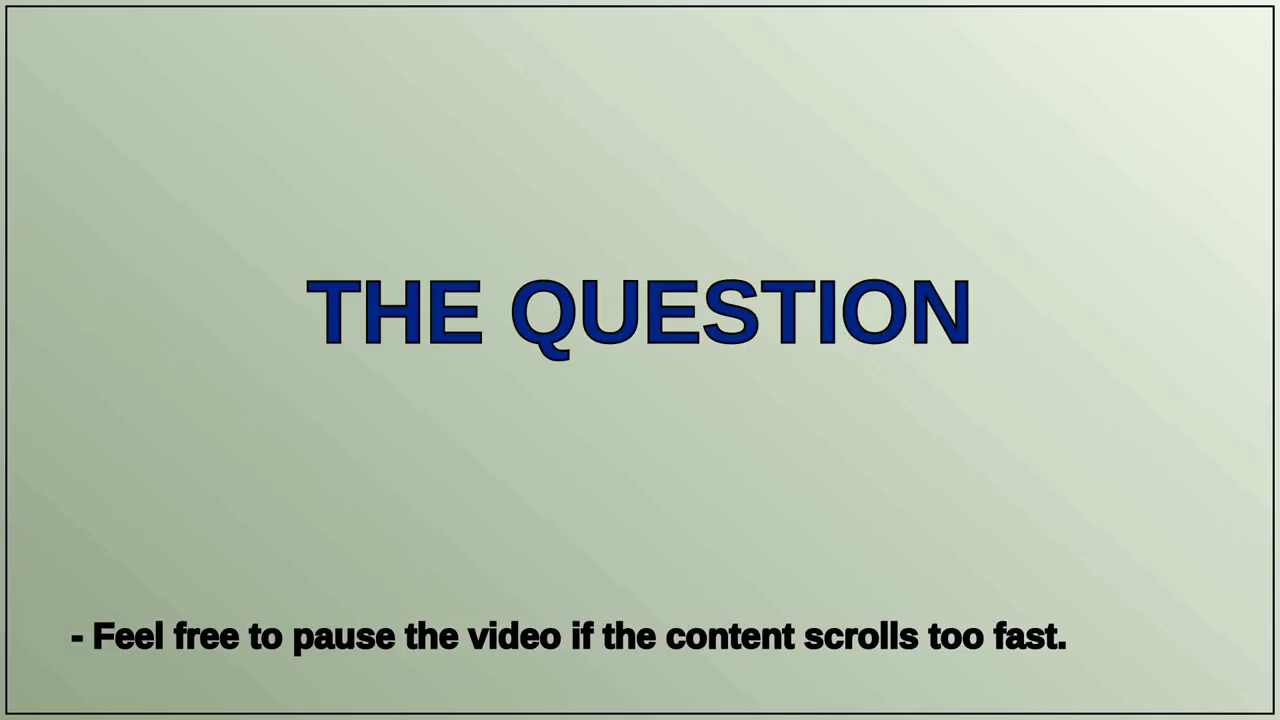 THE QUESTION
- Feel free to pause the video if the content scrolls too fast.